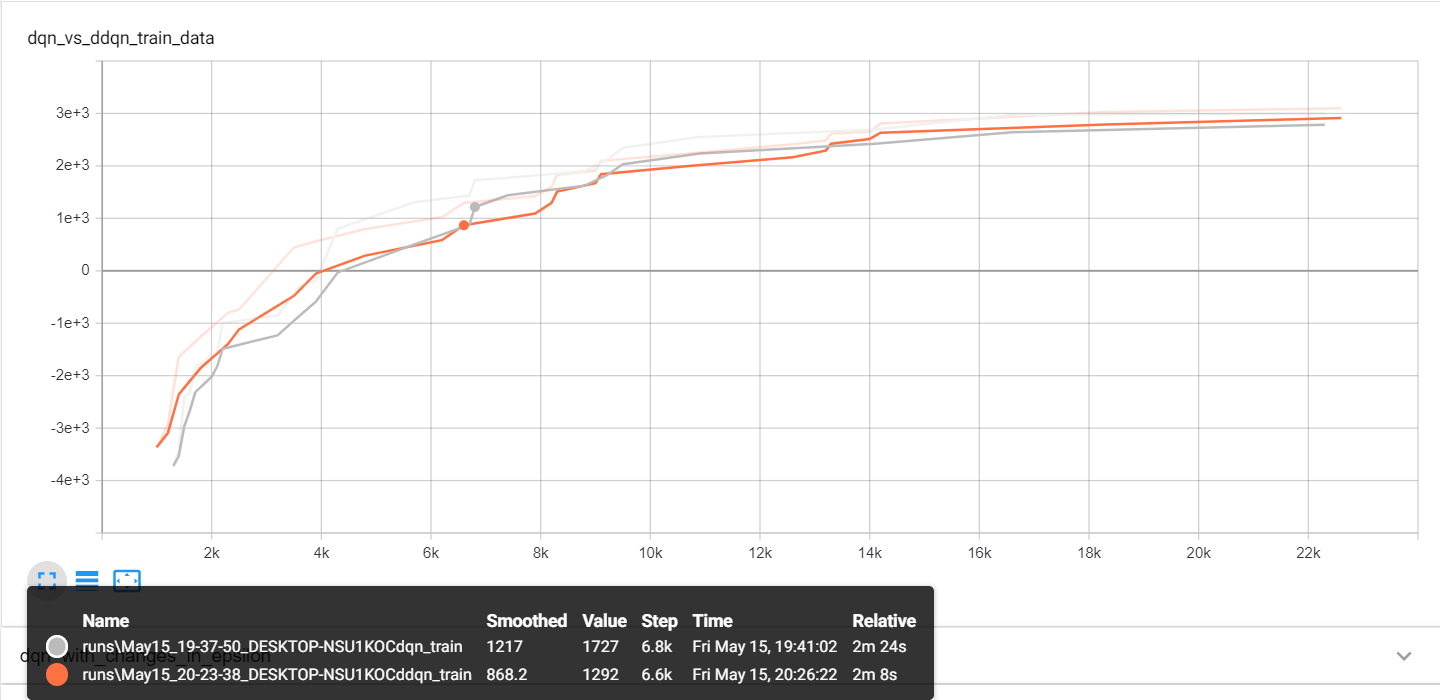 dqn_vs_ddqn_train_data
3e+3
2e+3
1e+3
0
-1e+3
-2e+3
-3e+3
-4e+3
2k 4k 6k 8k 10k 12k 14k 16k 18k 20k 22k
Name Smoothed Value Step Time Relative
runs\May15_19-37-50_DESKTOP-NSU1KOCdqn_train 1217 1727 6.8k Fri May 15, 19:41:02 2m 24s
dqn_with_changes_in_epsilon
runs\May15_20-23-38_DESKTOP-NSU1KOCddqn_train 868.2 1292 6.6k Fri May 15, 20:26:22 2m 8s